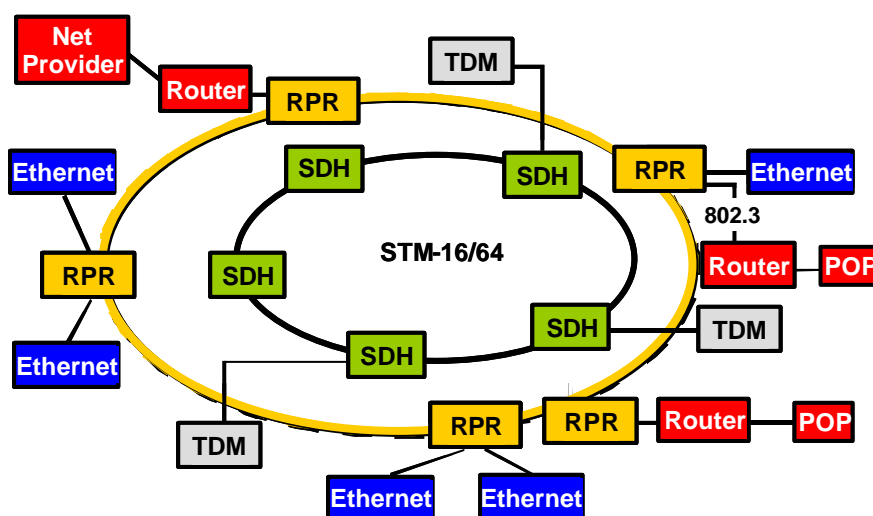 Net
Provider
TDM
Router
RPR
Ethernet
SDH
SDH
RPR
Ethernet
802.3
STM-16/64
RPR
SDH
Router
POP
SDH
TDM
Ethernet
SDH
TDM
RPR
RPR
Router
POP
Ethernet
Ethernet